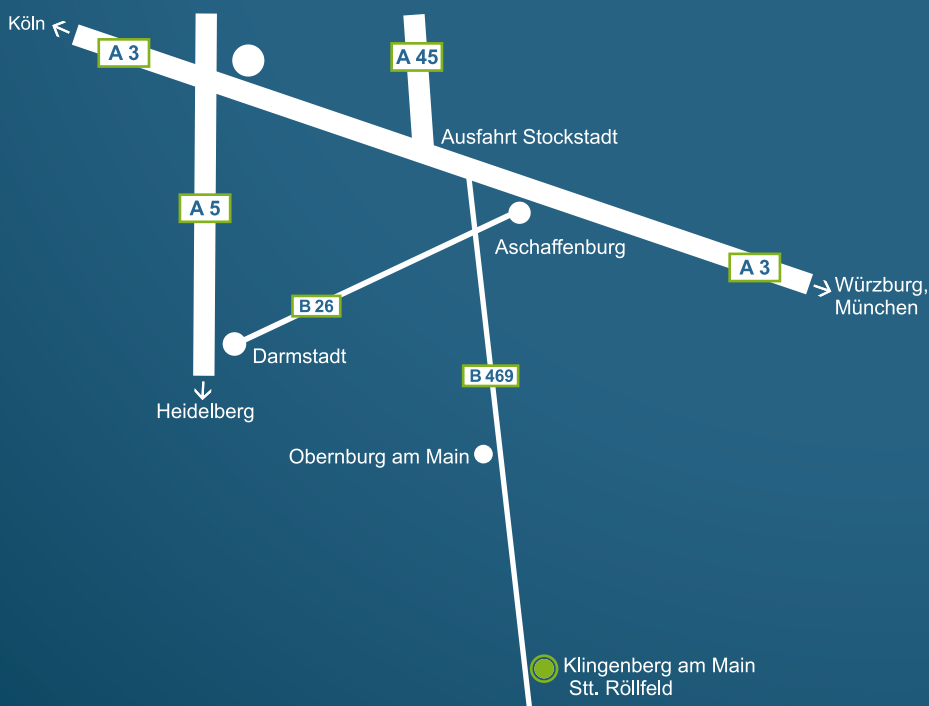 Köln
A 3
A 45
Ausfahrt Stockstadt
A 5
Aschaffenburg
A 3
Würzburg,
München
B 26
Darmstadt
B 469
Heidelberg
Obernburg am Main
Klingenberg am Main
Stt. Röllfeld